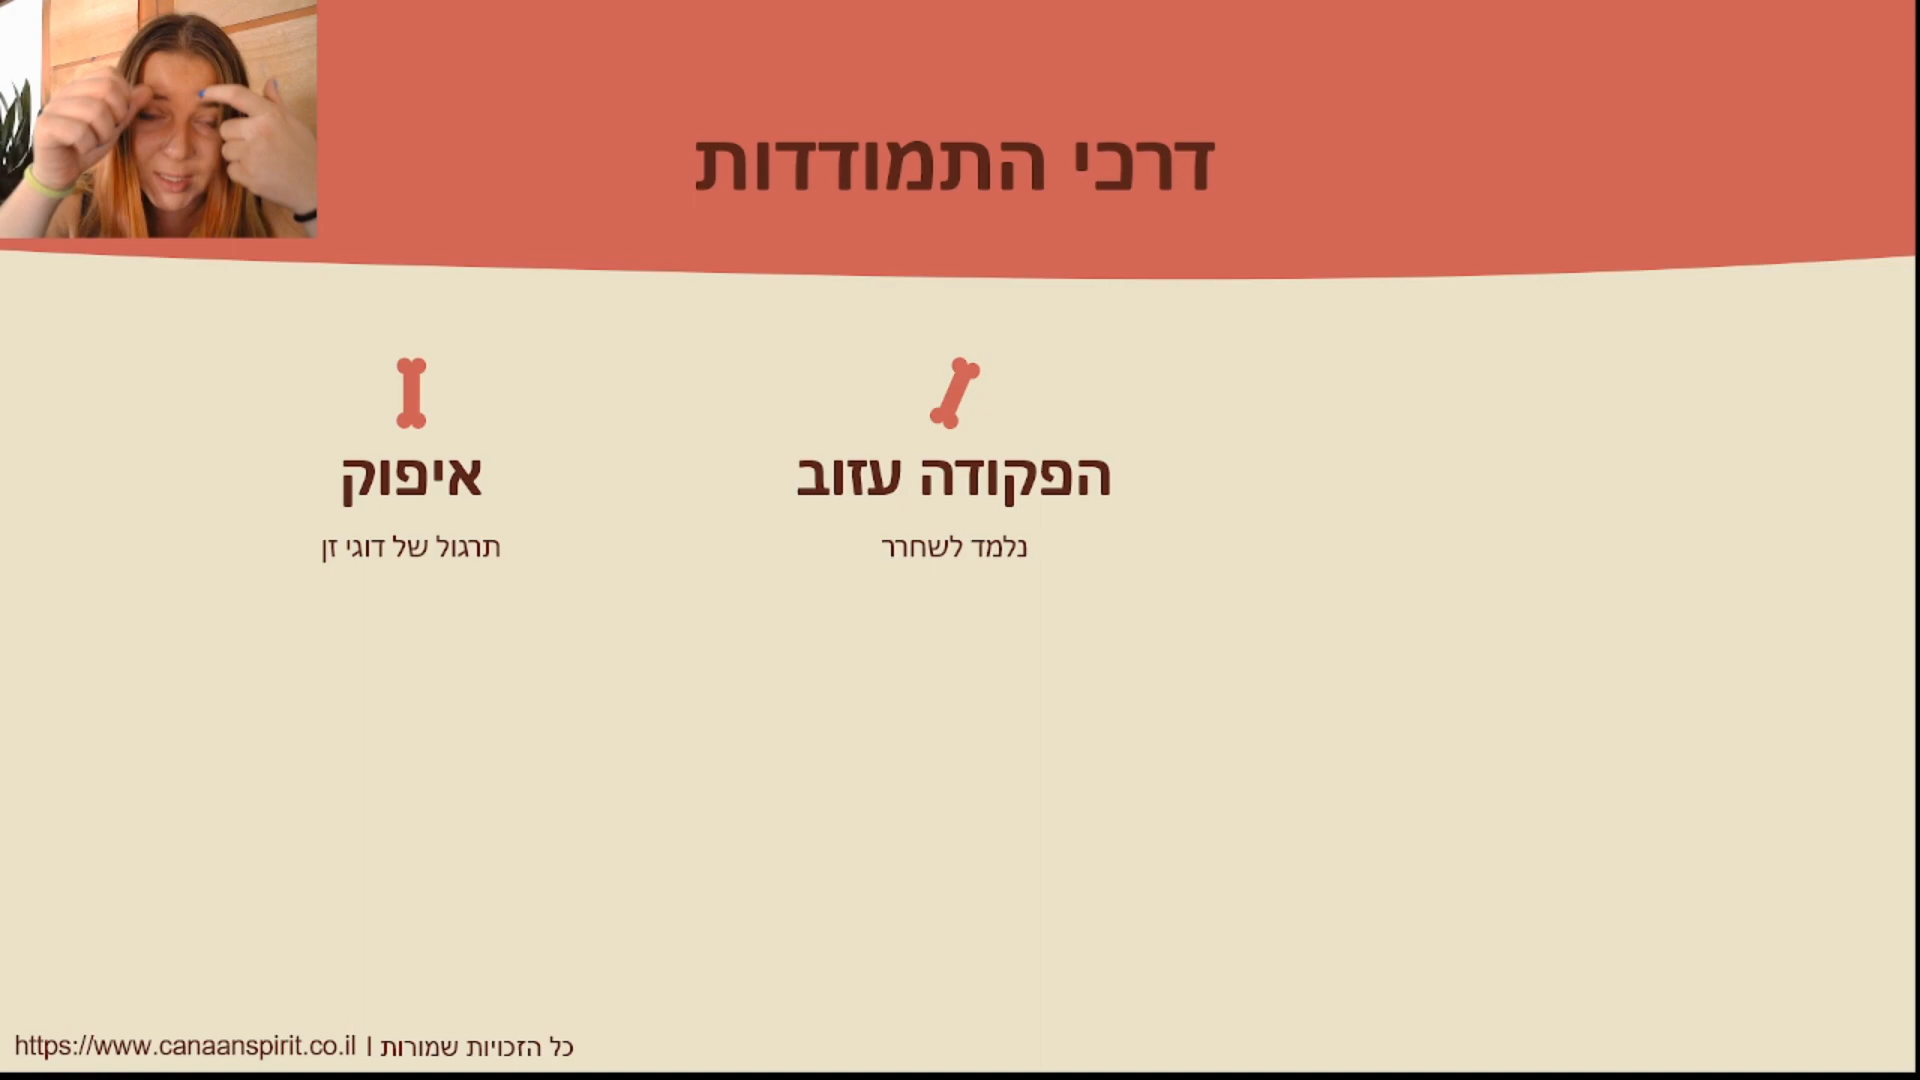 דרכי התמודדות
הפקודה עזוב
נלמד לשחרר
איפוק
תרגול של דוגי זן
כל הזכויות שמורות | https://www.canaanspirit.co.il